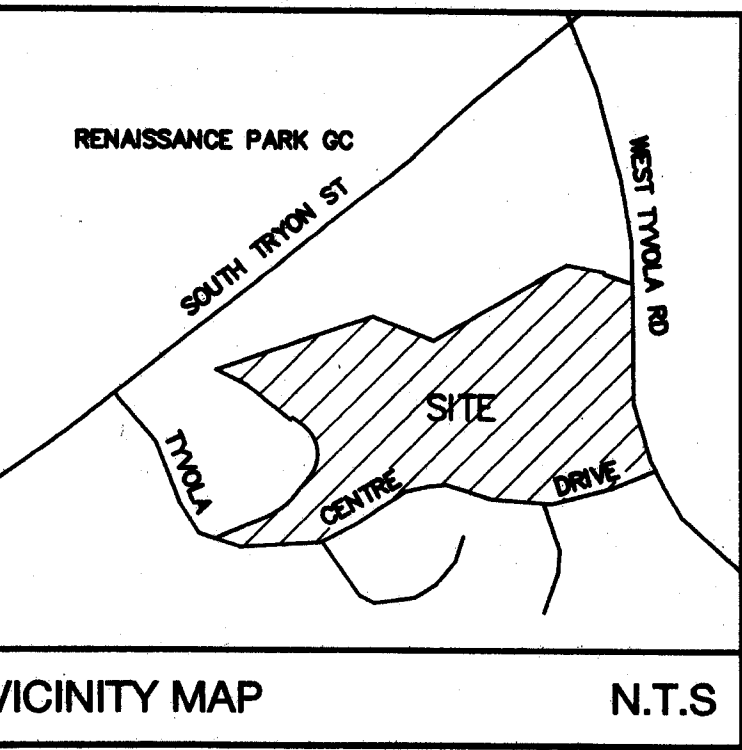 RENAISSANCE PARK GC
SOUTH TRYON ST
WEST TYVOLA RD
SITE
TYVOLA
CENTRE
DRIVE
VICINITY MAP
N.T.S